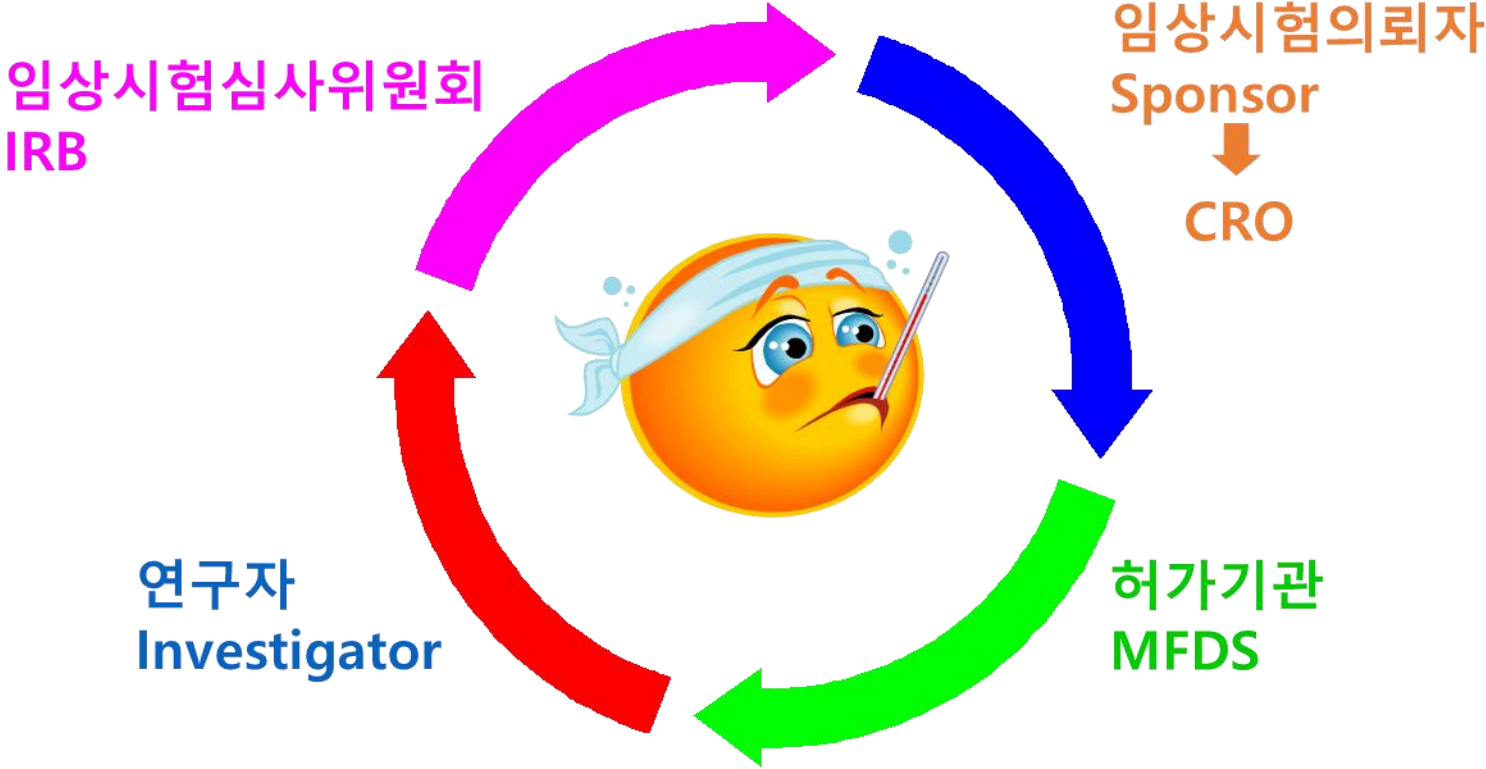 임상시험심사위원회
IRB
임상시험의뢰자
Sponsor
CRO
연구자
Investigator
허가기관
MFDS